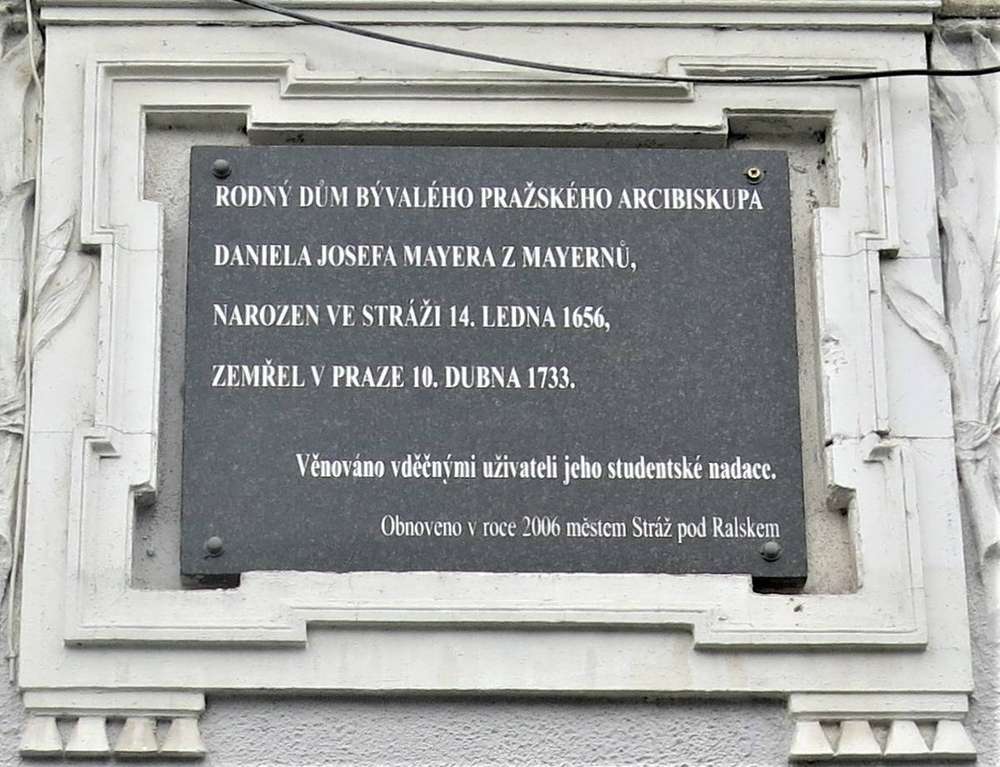 RODNÝ DŮM BÝVALÉHO PRAŽSKÉHO ARCIBISKUPA
DANIELA JOSEFA MAYERA Z MAYERNŮ,
NAROZEN VE STRÁŽI 14. LEDNA 1656,
ZEMŘEL V PRAZE 10. DUBNA 1733.
Věnováno vděčnými uživateli jeho studentské nadace.
Obnoveno v roce 2006 městem Stráž pod Ralskem